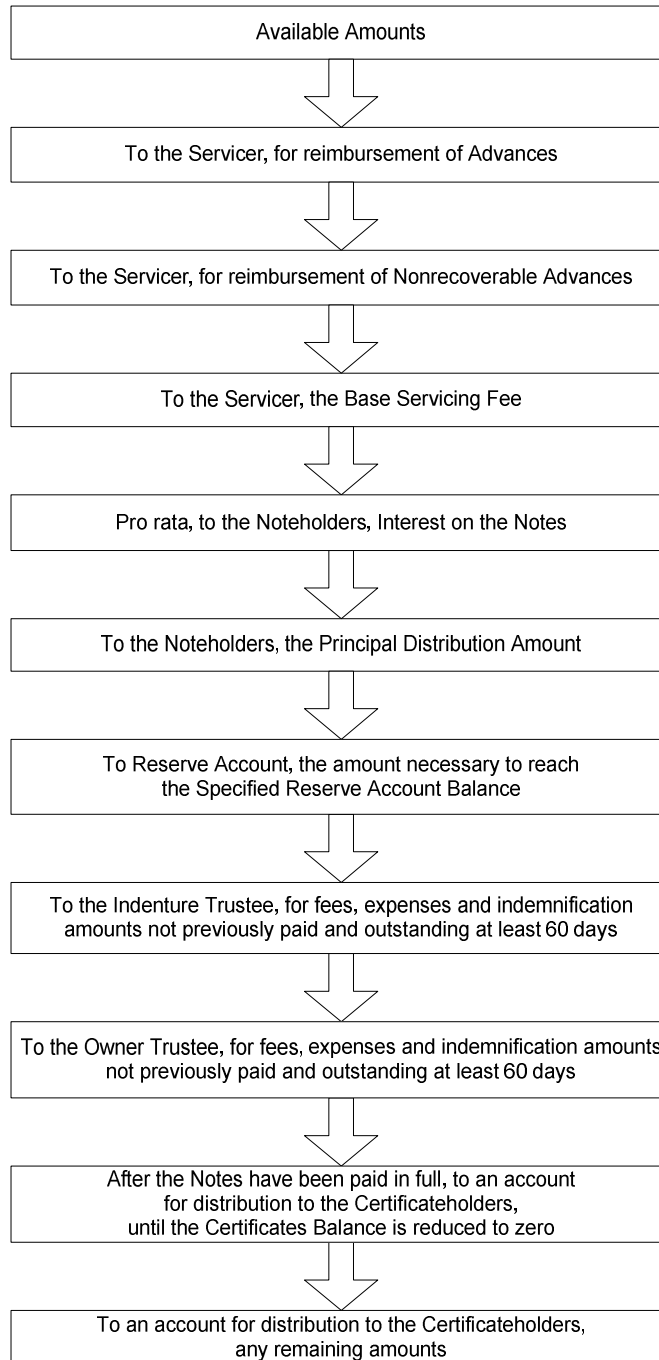 Available Amounts
To the Servicer, for reimbursement of Advances
To the Servicer, for reimbursement of Nonrecoverable Advances
To the Servicer, the Base Servicing Fee
Pro rata, to the Noteholders, Interest on the Notes
To the Noteholders, the Principal Distribution Amount
To Reserve Account, the amount necessary to reach
the Specified Reserve Account Balance
To the Indenture Trustee, for fees, expenses and indemnification
amounts not previously paid and outstanding at least 60 days
To the Owner Trustee, for fees, expenses and indemnification amounts
not previously paid and outstanding at least 60 days
After the Notes have been paid in full, to an account
for distribution to the Certificateholders,
until the Certificates Balance is reduced to zero
To an account for distribution to the Certificateholders,
any remaining amounts